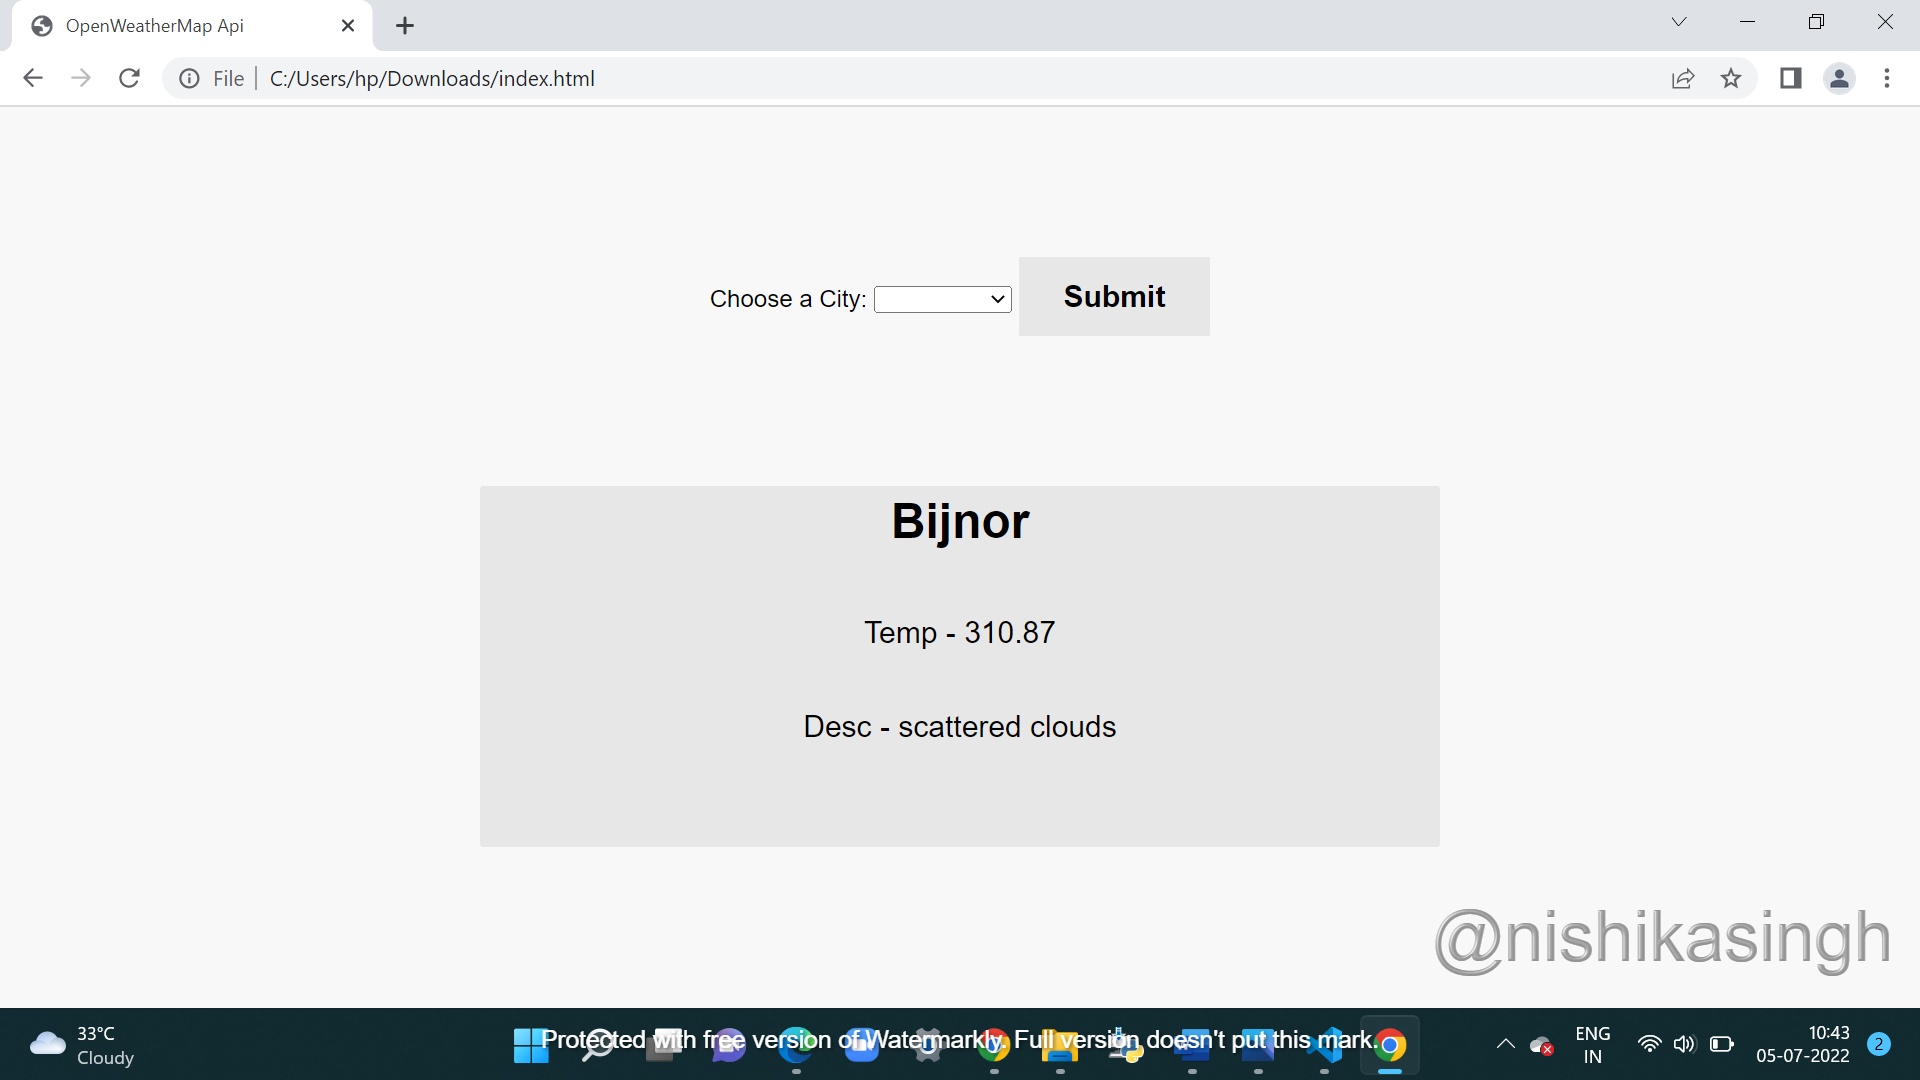 OpenWeatherMap Api
File
C:/Users/hp/Downloads/index.html
Choose a City:
Submit
Bijnor
Temp - 310.87
Desc - scattered clouds
@nishikasingh
33°C
Cloudy
Protected with free version of Watermarkly. Full version doesn't put this mark.
ENG
IN
10:43
05-07-2022
2